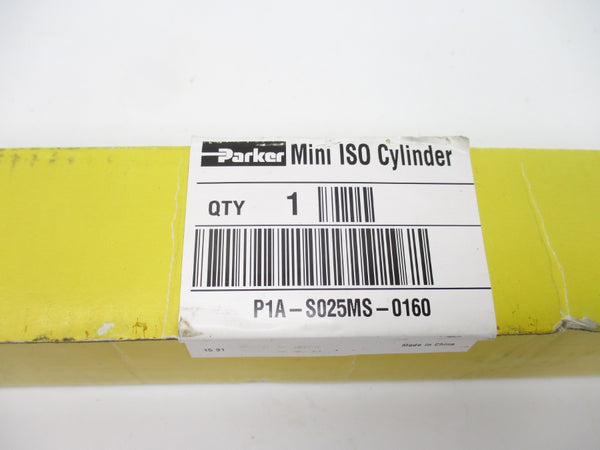 Parker Mini ISO Cylinder
QTY 1
P1A-S025MS-0160
Made in China